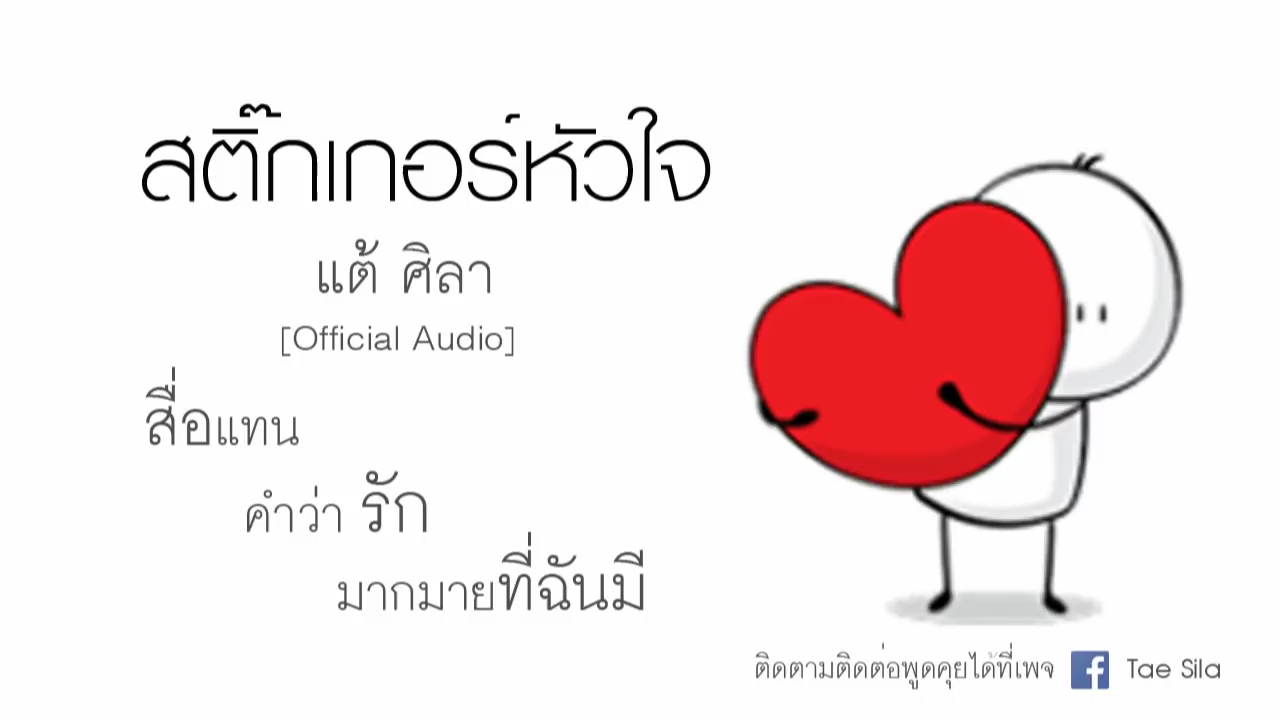 สติ๊กเกอร์หัวใจ
แต้ ศิลา
[Official Audio]
สื่อแทน
คำว่า รัก
มากมายที่ฉันมี
ติดตามติดต่อพูดคุยได้ที่เพจ f Tae Sila